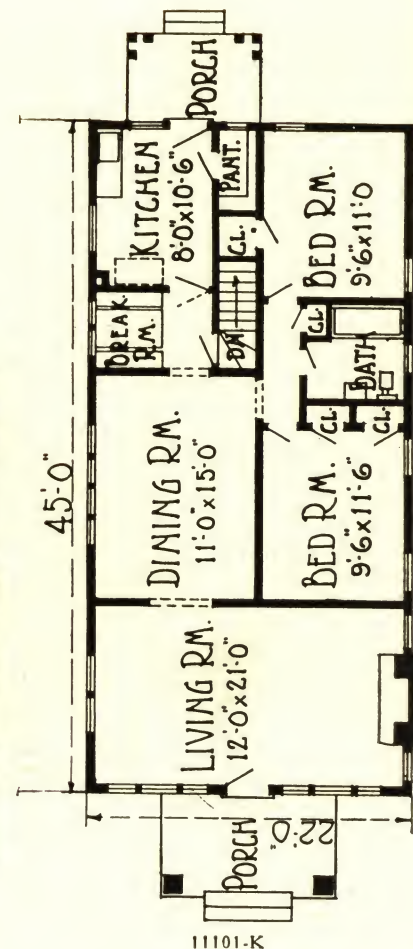 PORCH
KITCHEN
8'-0"x10'-6"
PANT.
CL.
BED RM.
9'-6"x11'-0
BREAK.
RM.
DN.
CL.
BATH
45'-0"
DINING RM.
11'-0"x15'-0"
CL.
CL.
BED RM.
9'-6"x11'-6"
LIVING RM.
12'-0"x21'-0"
22'-0"
PORCH
11101-K